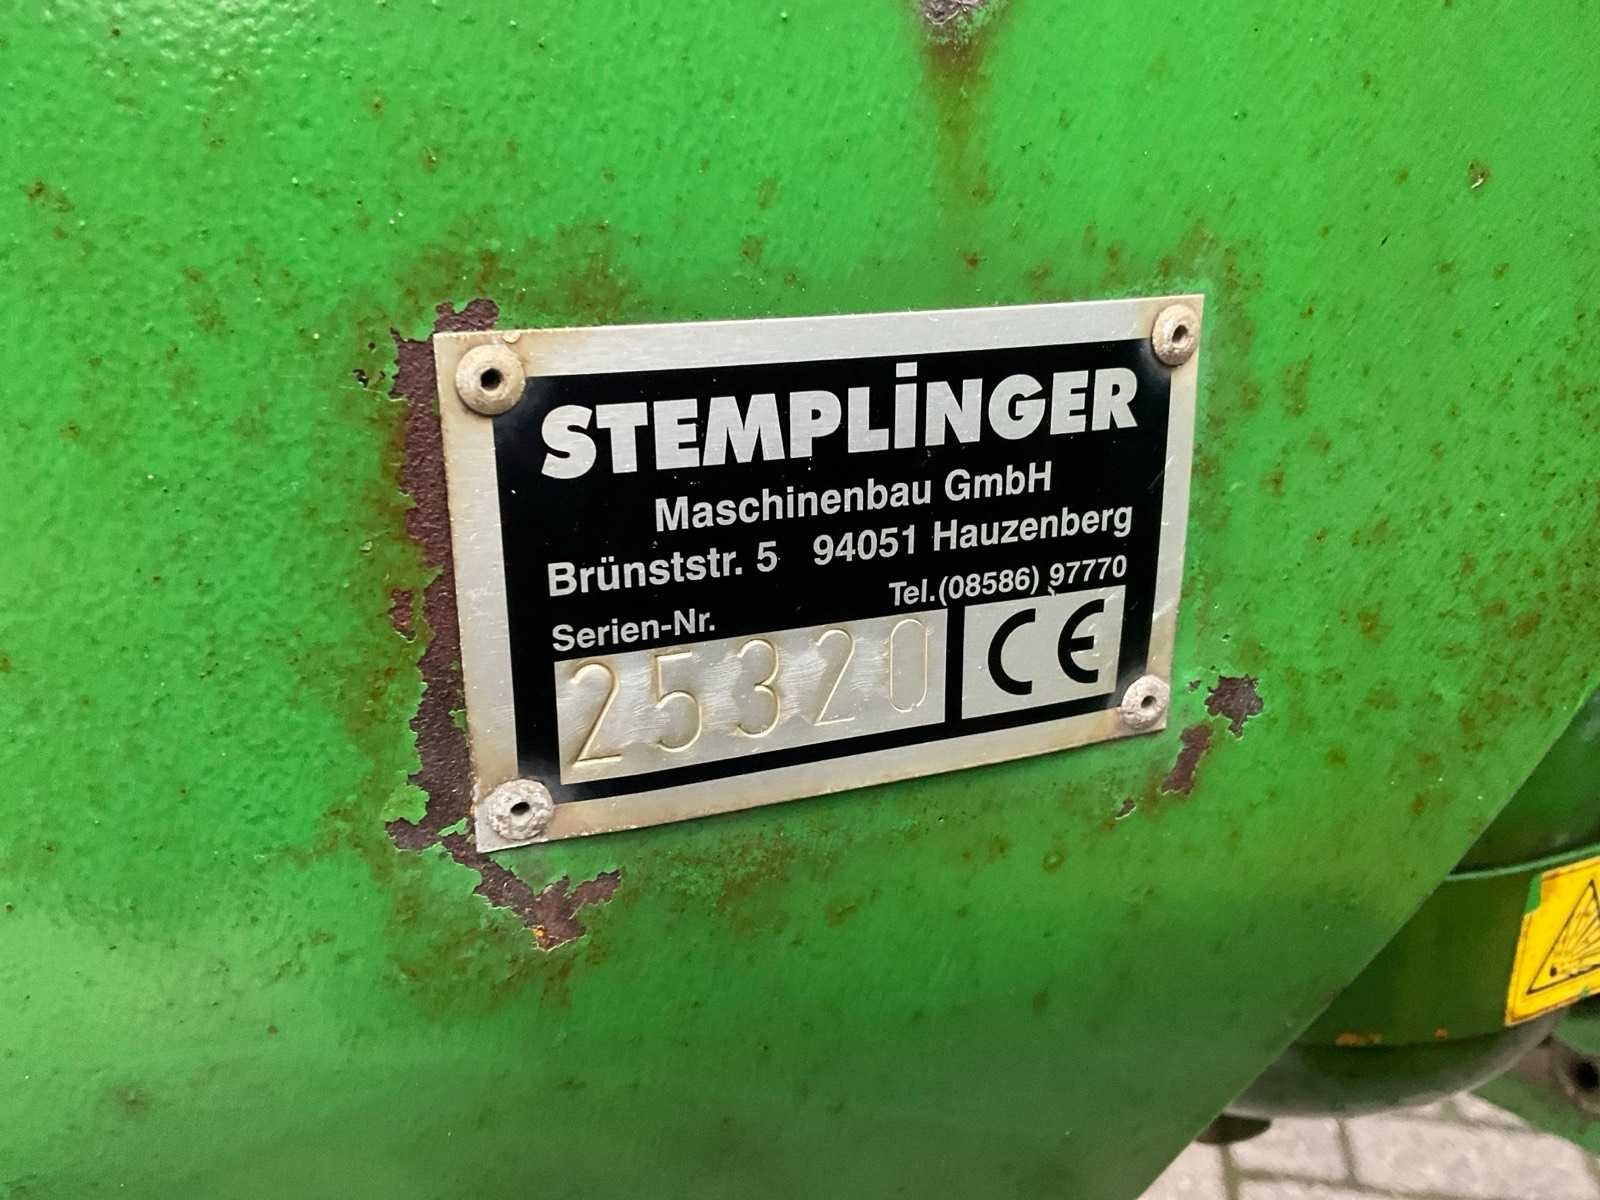 STEMPLiNGER
Maschinenbau GmbH
Brünststr. 5 94051 Hauzenberg
Tel.(08586) 97770
Serien-Nr.
25320 CE